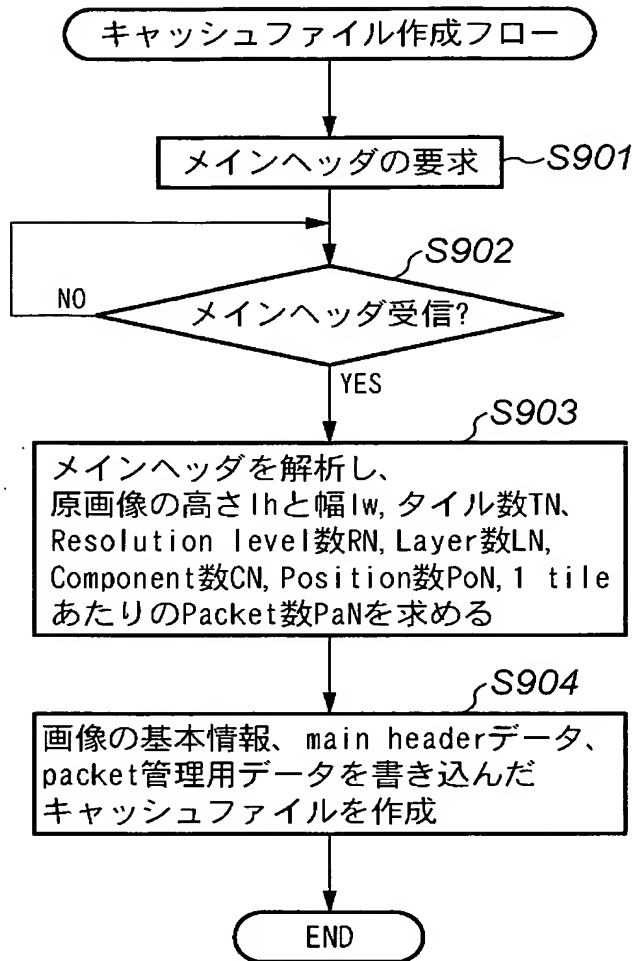 キャッシュファイル作成フロー
メインヘッダの要求
S901
S902
メインヘッダ受信?
NO
YES
S903
メインヘッダを解析し、
原画像の高さIhと幅Iw, タイル数TN、
Resolution level数RN, Layer数LN,
Component数CN, Position数PoN, 1 tile
あたりのPacket数PaNを求める
S904
画像の基本情報、main headerデータ、
packet管理用データを書き込んだ
キャッシュファイルを作成
END